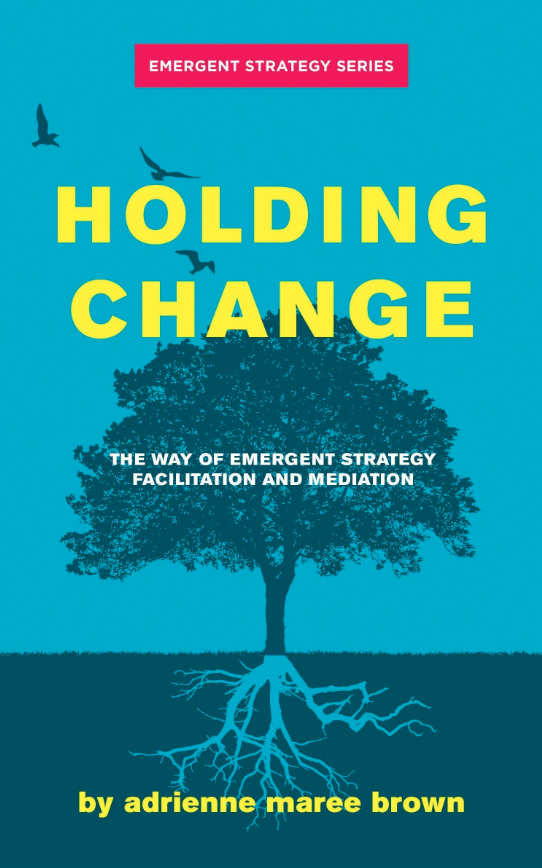 EMERGENT STRATEGY SERIES
HOLDING
CHANGE
THE WAY OF EMERGENT STRATEGY
FACILITATION AND MEDIATION
by adrienne maree brown